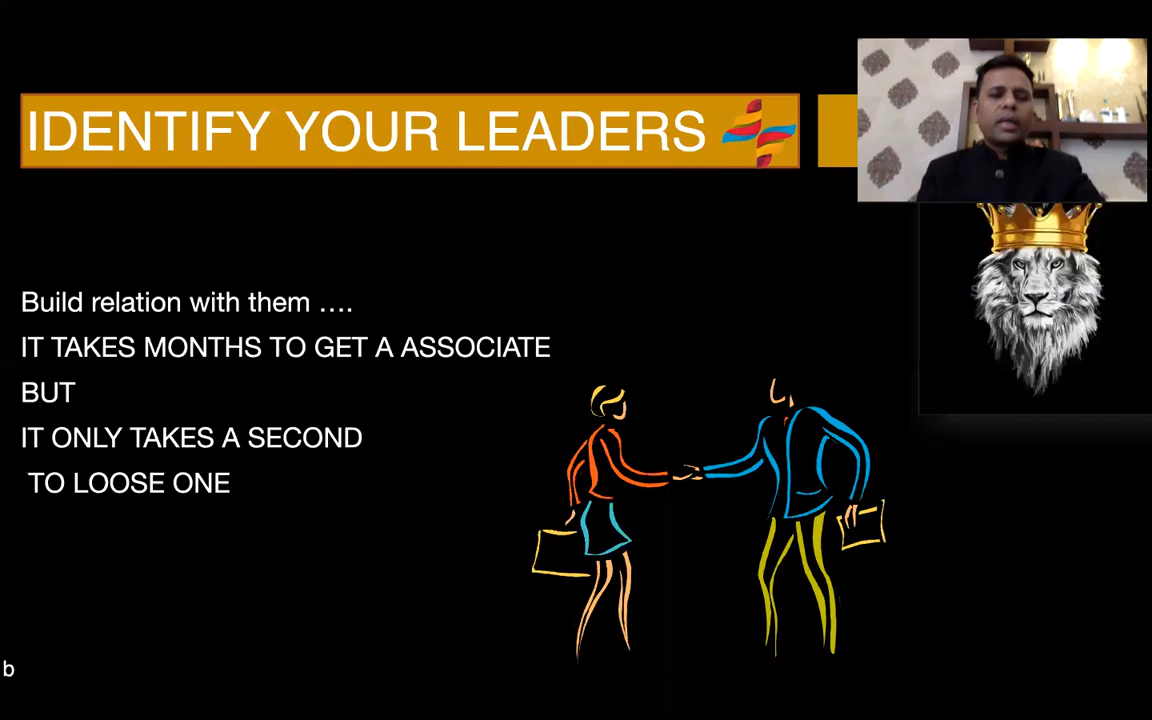 IDENTIFY YOUR LEADERS
Build relation with them ....
IT TAKES MONTHS TO GET A ASSOCIATE
BUT
IT ONLY TAKES A SECOND
TO LOOSE ONE
b